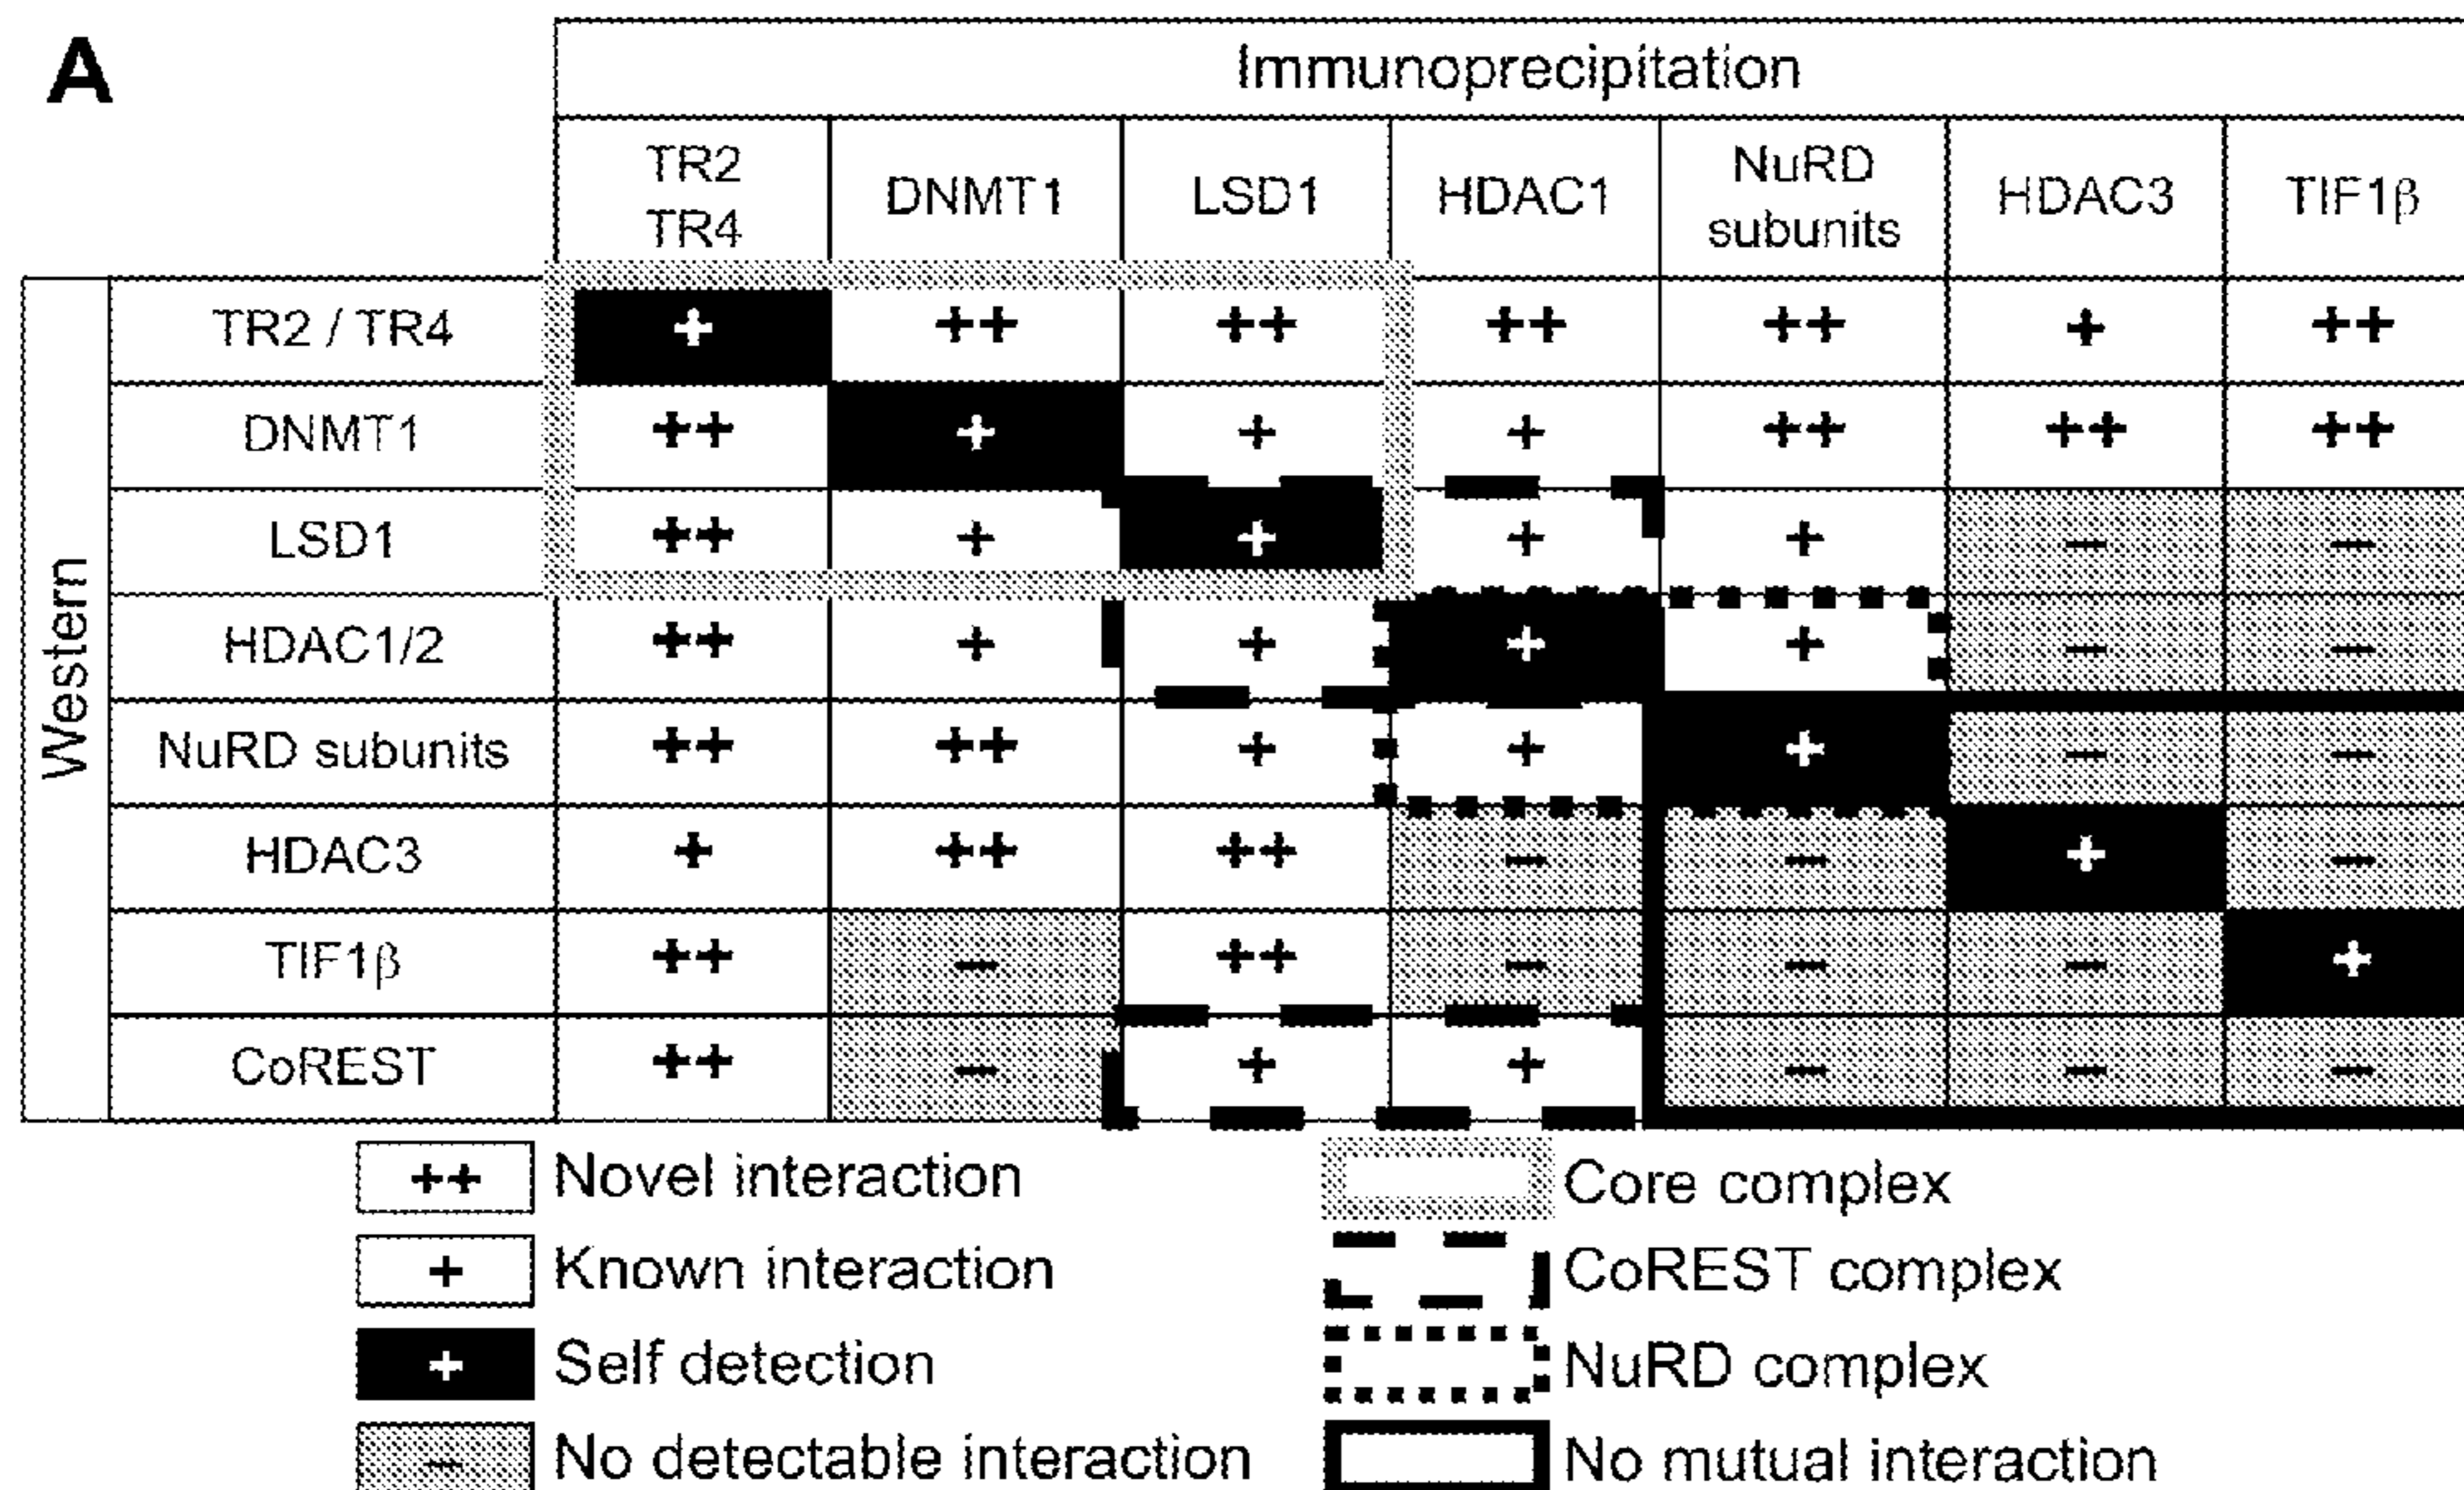 A
Immunoprecipitation
TR2 TR4 DNMT1 LSD1 HDAC1 NuRD subunits HDAC3 TIF1β
Western
TR2 / TR4 + ++ ++ ++ ++ + ++
DNMT1 ++ + + + ++ ++ ++
LSD1 ++ + + + + – –
HDAC1/2 ++ + + + + – –
NuRD subunits ++ ++ + + + – –
HDAC3 + ++ ++ – – + –
TIF1β ++ – ++ – – – +
CoREST ++ – + + – – –
++ Novel interaction
+ Known interaction
+ Self detection
– No detectable interaction
Core complex
CoREST complex
NuRD complex
No mutual interaction